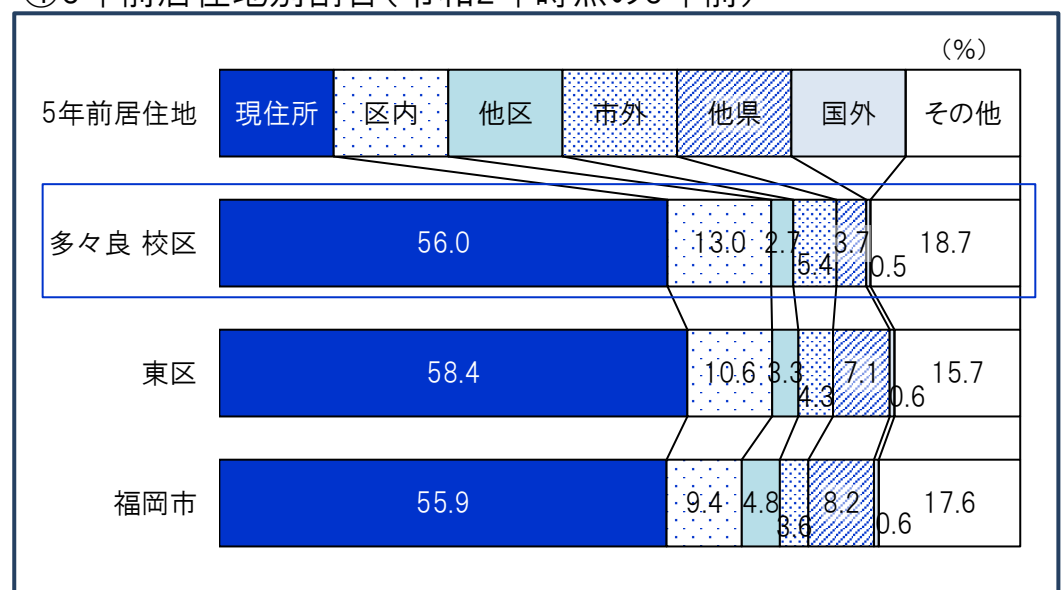 (%)
5年前居住地 現住所 区内 他区 市外 他県 国外 その他
多々良 校区 56.0 13.0 2.7 5.4 3.7 0.5 18.7
東区 58.4 10.6 3.3 4.3 7.1 0.6 15.7
福岡市 55.9 9.4 4.8 3.6 8.2 0.6 17.6